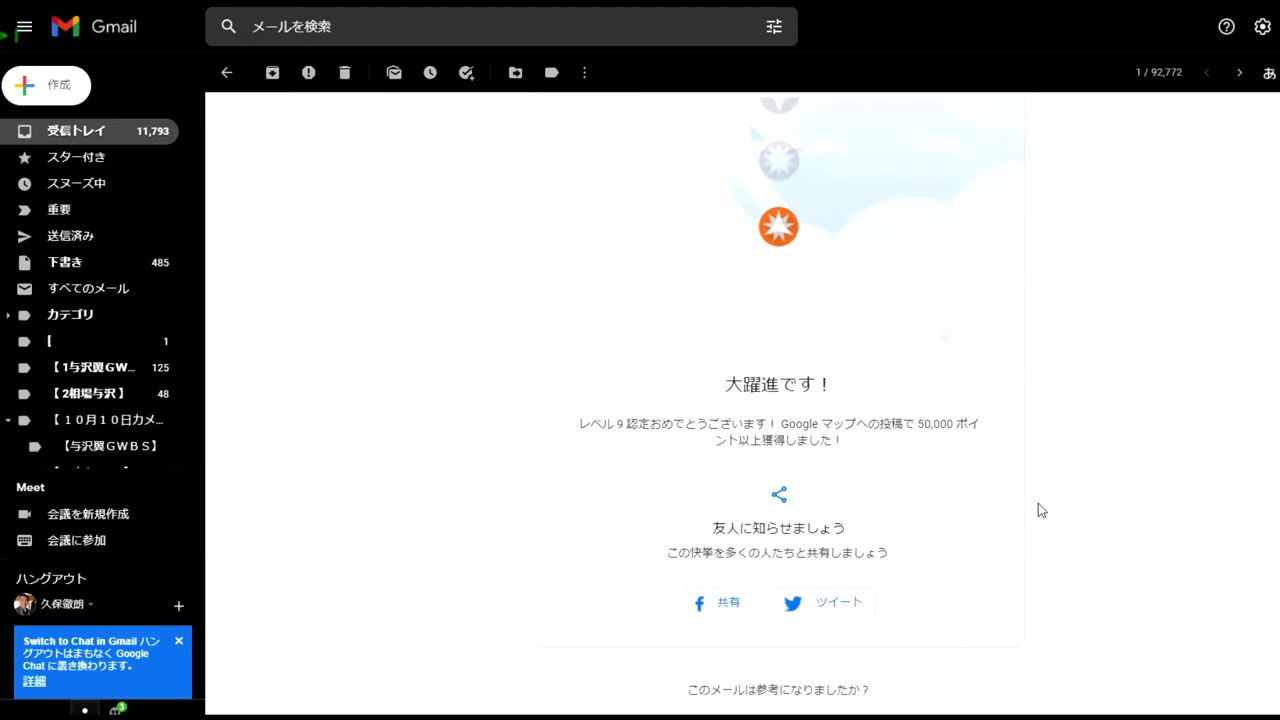 Gmail
メールを検索
作成
1 / 92,772
あ
受信トレイ 11,793
スター付き
スヌーズ中
重要
送信済み
下書き 485
すべてのメール
カテゴリ
[ 1
【1与沢翼GW... 125
【2相場与沢】 48
【１０月１０日カメ...
【与沢翼ＧＷＢＳ】
Meet
会議を新規作成
会議に参加
ハングアウト
久保徹朗
Switch to Chat in Gmail ハン
グアウトはまもなく Google
Chat に置き換わります。
詳細
3
大躍進です！
レベル 9 認定おめでとうございます！ Google マップへの投稿で 50,000 ポイ
ント以上獲得しました！
友人に知らせましょう
この快挙を多くの人たちと共有しましょう
共有
ツイート
このメールは参考になりましたか？